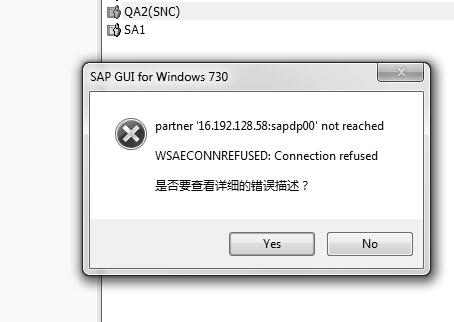 QA2(SNC)
SA1
SAP GUI for Windows 730
partner '16.192.128.58:sapdp00' not reached
WSAECONNREFUSED: Connection refused
是否要查看详细的错误描述？
Yes
No